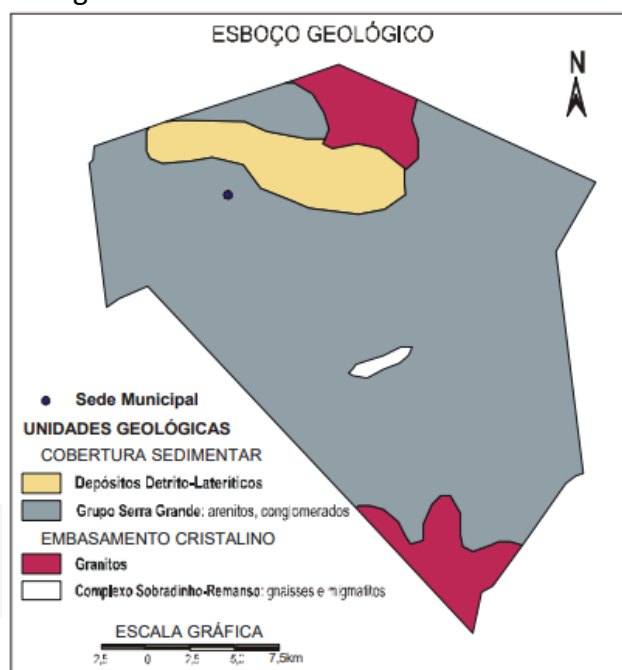 ESBOÇO GEOLÓGICO
N
Sede Municipal
UNIDADES GEOLÓGICAS
COBERTURA SEDIMENTAR
Depósitos Detrito-Lateríticos
Grupo Serra Grande: arenitos, conglomerados
EMBASAMENTO CRISTALINO
Granitos
Complexo Sobradinho-Remanso: gnaisses e migmatitos
ESCALA GRÁFICA
2,5 0 2,5 5,0 7,5km